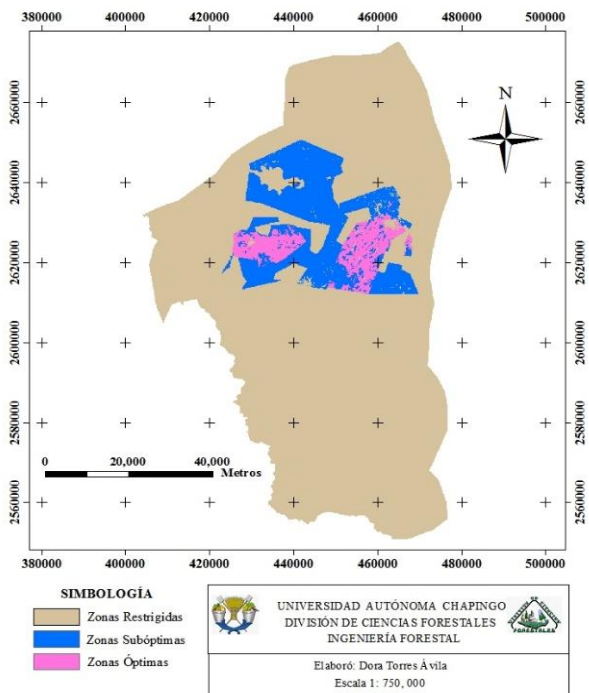 380000 400000 420000 440000 460000 480000 500000
N
2660000 2660000
2640000 2640000
2620000 2620000
2600000 2600000
2580000 2580000
2560000 2560000
0 20,000 40,000
Metros
380000 400000 420000 440000 460000 480000 500000
SIMBOLOGÍA
Zonas Restrigidas
Zonas Subóptimas
Zonas Óptimas
UNIVERSIDAD AUTÓNOMA CHAPINGO
DIVISIÓN DE CIENCIAS FORESTALES
INGENIERÍA FORESTAL
FORESTALES
Elaboró: Dora Torres Ávila
Escala 1: 750, 000